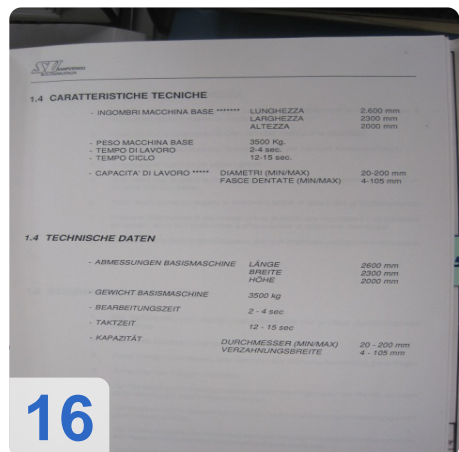 1.4 CARATTERISTICHE TECNICHE
- INGOMBRI MACCHINA BASE ******* LUNGHEZZA 2.600 mm
LARGHEZZA 2300 mm
ALTEZZA 2000 mm
- PESO MACCHINA BASE 3500 Kg.
- TEMPO DI LAVORO 2-4 sec.
- TEMPO CICLO 12-15 sec.
- CAPACITA' DI LAVORO ***** DIAMETRI (MIN/MAX) 20-200 mm
FASCE DENTATE (MIN/MAX) 4-105 mm
1.4 TECHNISCHE DATEN
- ABMESSUNGEN BASISMASCHINE LÄNGE 2600 mm
BREITE 2300 mm
HÖHE 2000 mm
- GEWICHT BASISMASCHINE 3500 kg
- BEARBEITUNGSZEIT 2 - 4 sec
- TAKTZEIT 12 - 15 sec
- KAPAZITÄT DURCHMESSER (MIN/MAX) 20 - 200 mm
VERZAHNUNGSBREITE 4 - 105 mm
16